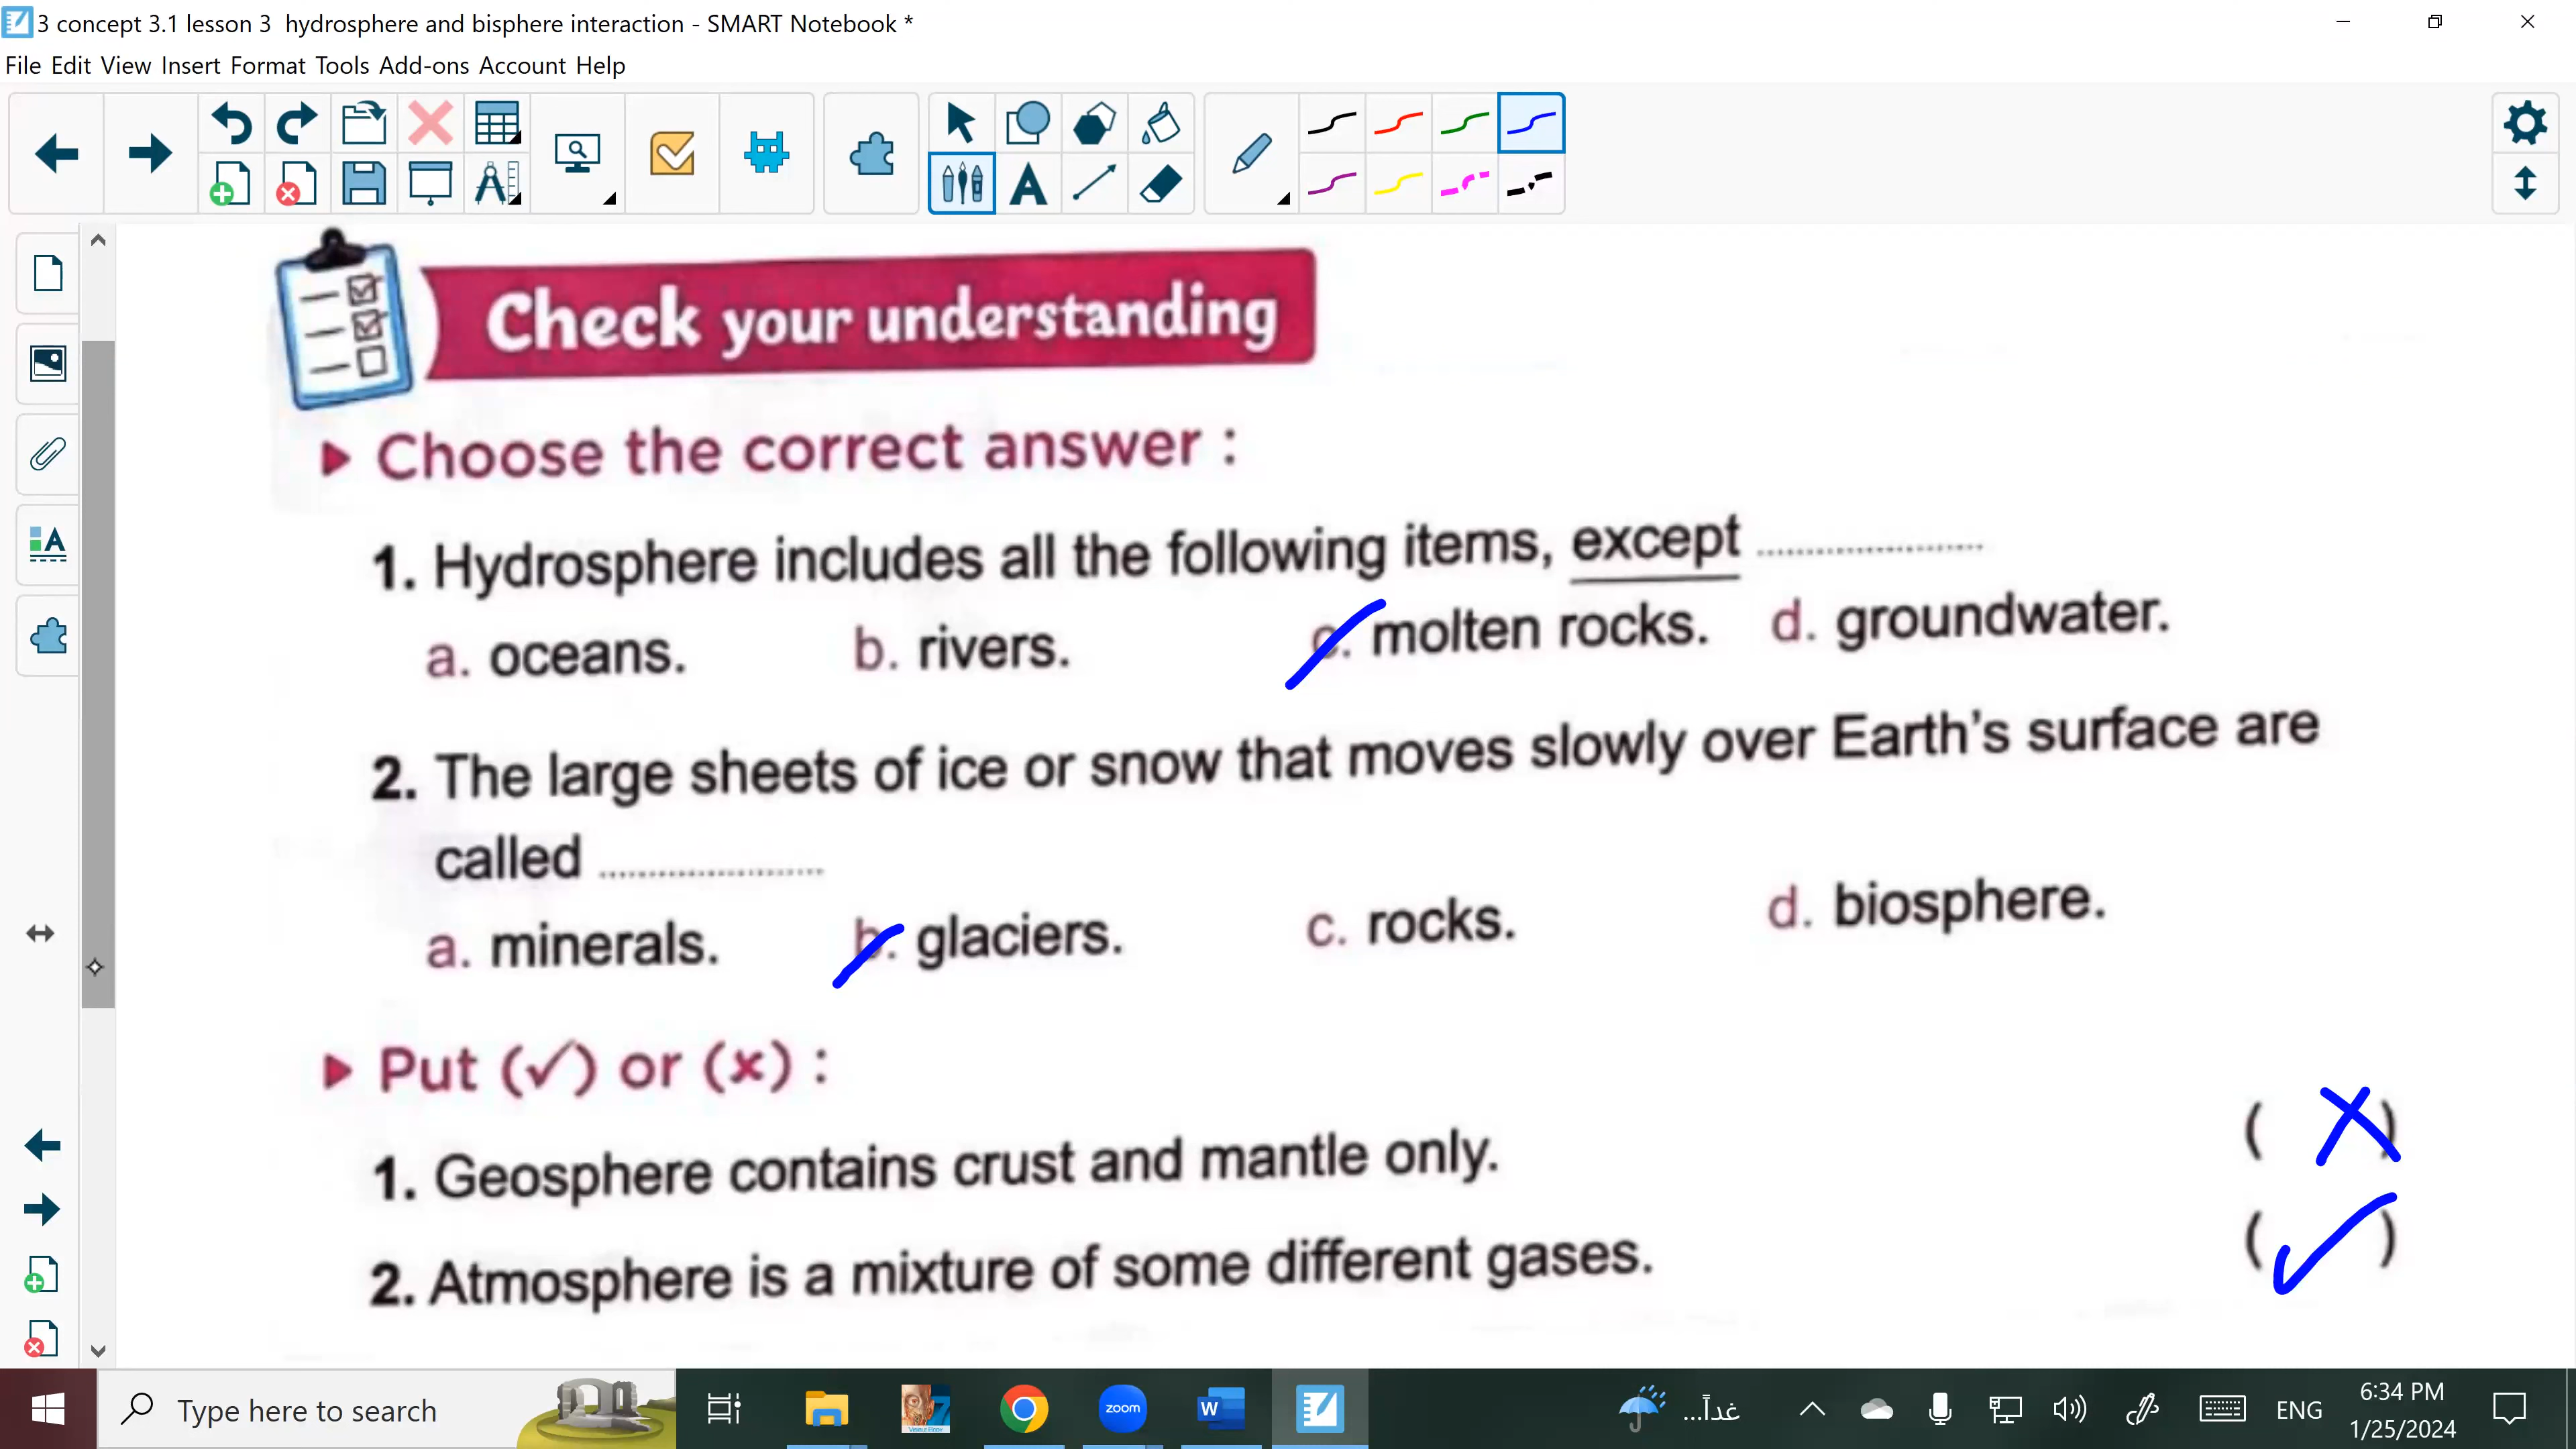 3 concept 3.1 lesson 3  hydrosphere and bisphere interaction - SMART Notebook *
File Edit View Insert Format Tools Add-ons Account Help
Check your understanding
Choose the correct answer :
1. Hydrosphere includes all the following items, except ....................
a. oceans. b. rivers. c. molten rocks. d. groundwater.
2. The large sheets of ice or snow that moves slowly over Earth's surface are
called ....................
a. minerals. b. glaciers. c. rocks. d. biosphere.
Put (✓) or (x) :
1. Geosphere contains crust and mantle only. ( X )
2. Atmosphere is a mixture of some different gases. ( ✓ )
Type here to search
zoom
W
غداً...
ENG
6:34 PM
1/25/2024